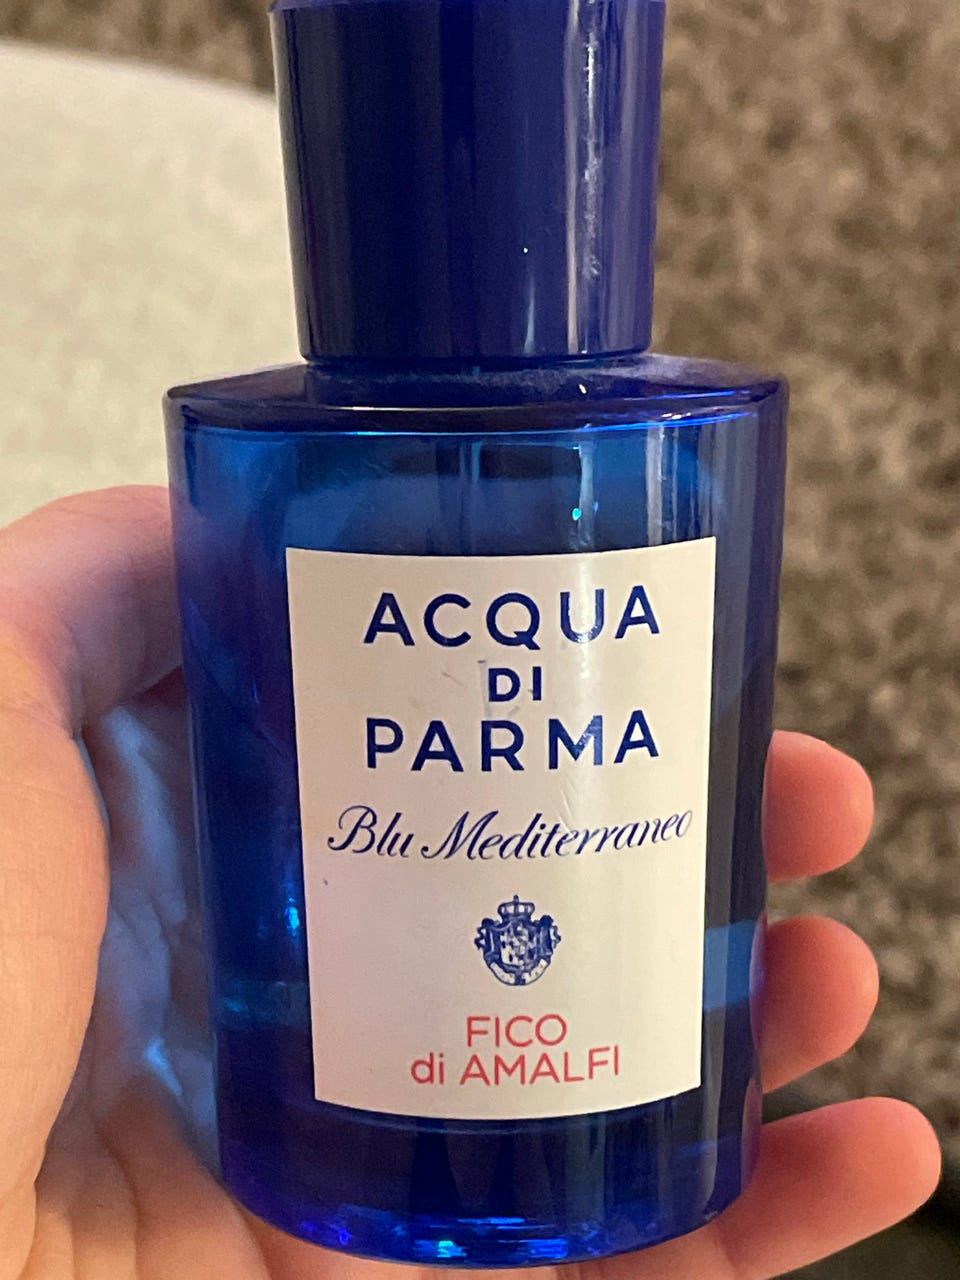 ACQUA
DI
PARMA
Blu Mediterraneo
FICO
di AMALFI